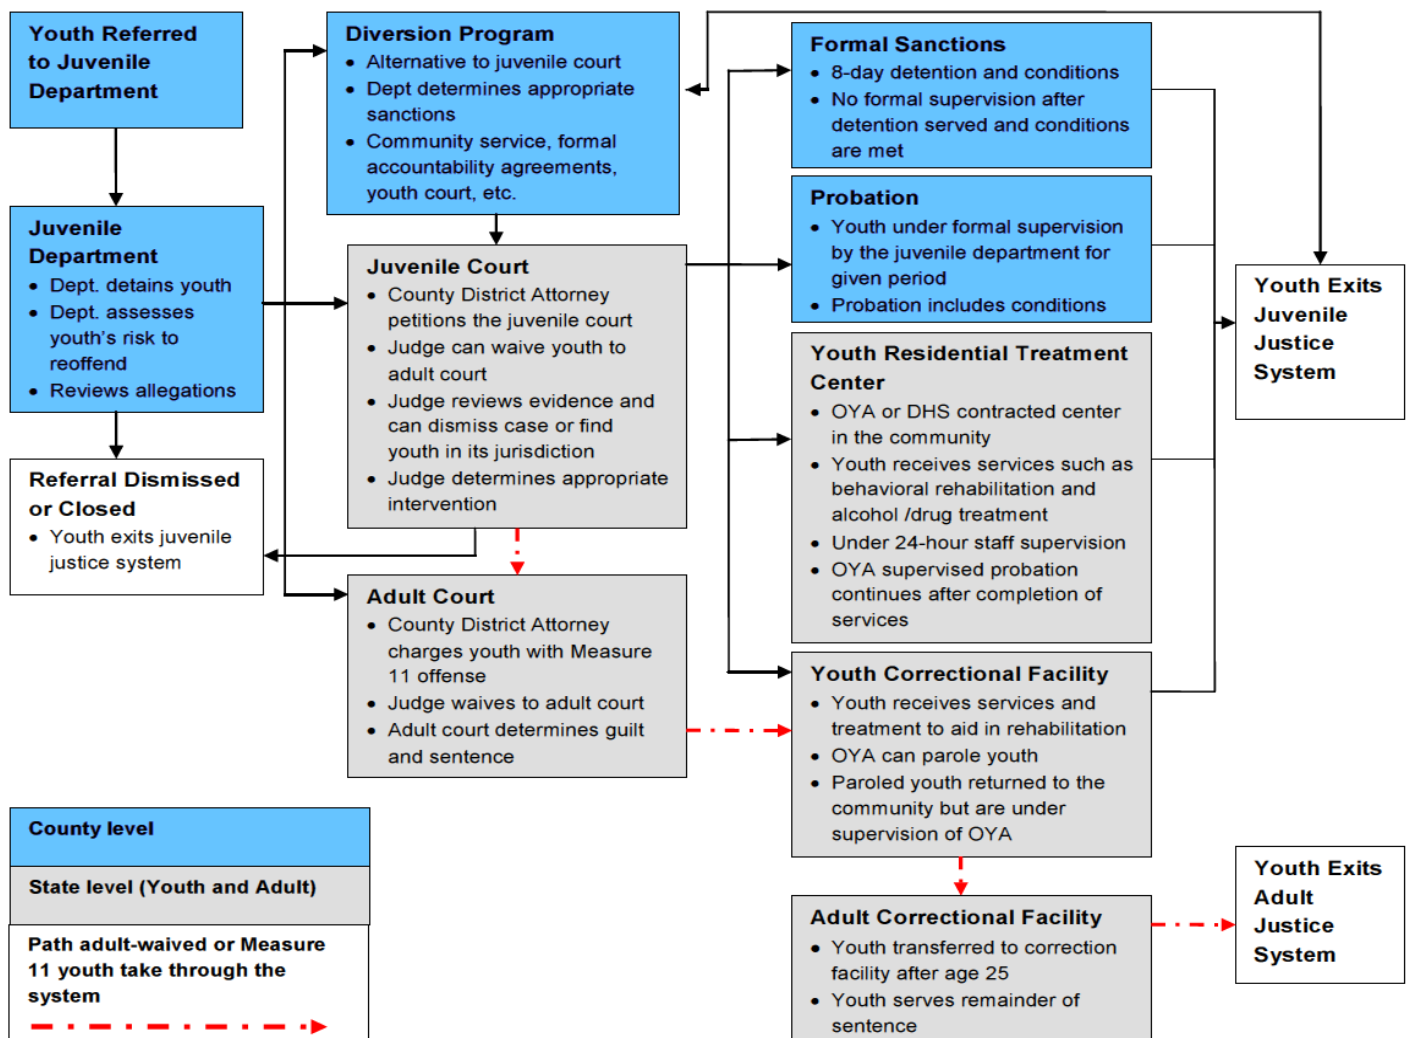 Youth Referred
to Juvenile
Department
Juvenile
Department
• Dept. detains youth
• Dept. assesses
youth's risk to
reoffend
• Reviews allegations
Referral Dismissed
or Closed
• Youth exits juvenile
justice system
Diversion Program
• Alternative to juvenile court
• Dept determines appropriate
sanctions
• Community service, formal
accountability agreements,
youth court, etc.
Juvenile Court
• County District Attorney
petitions the juvenile court
• Judge can waive youth to
adult court
• Judge reviews evidence and
can dismiss case or find
youth in its jurisdiction
• Judge determines appropriate
intervention
Adult Court
• County District Attorney
charges youth with Measure
11 offense
• Judge waives to adult court
• Adult court determines guilt
and sentence
Formal Sanctions
• 8-day detention and conditions
• No formal supervision after
detention served and conditions
are met
Probation
• Youth under formal supervision
by the juvenile department for
given period
• Probation includes conditions
Youth Residential Treatment
Center
• OYA or DHS contracted center
in the community
• Youth receives services such as
behavioral rehabilitation and
alcohol /drug treatment
• Under 24-hour staff supervision
• OYA supervised probation
continues after completion of
services
Youth Correctional Facility
• Youth receives services and
treatment to aid in rehabilitation
• OYA can parole youth
• Paroled youth returned to the
community but are under
supervision of OYA
Adult Correctional Facility
• Youth transferred to correction
facility after age 25
• Youth serves remainder of
sentence
Youth Exits
Juvenile
Justice
System
Youth Exits
Adult
Justice
System
County level
State level (Youth and Adult)
Path adult-waived or Measure
11 youth take through the
system